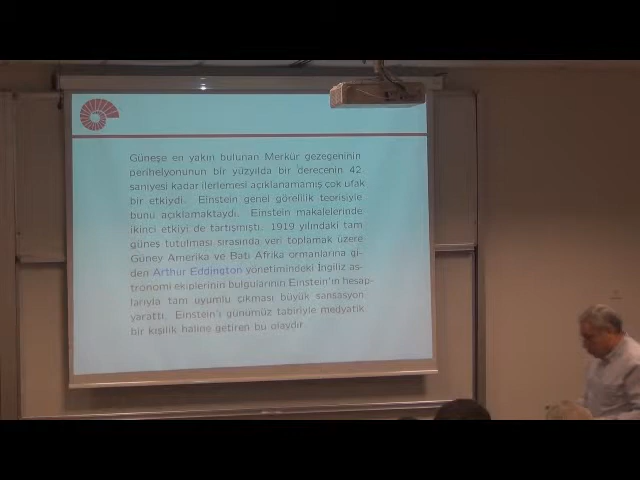 Güneşe en yakın bulunan Merkür gezegeninin
perihelyonunun bir yüzyılda bir derecenin 42
saniyesi kadar ilerlemesi açıklanamamış çok ufak
bir etkiydi. Einstein genel görelilik teorisiyle
bunu açıklamaktaydı. Einstein makalelerinde
ikinci etkiyi de tartışmıştı. 1919 yılındaki tam
güneş tutulması sırasında veri toplamak üzere
Güney Amerika ve Batı Afrika ormanlarına gi-
den Arthur Eddington yönetimindeki İngiliz as-
tronomi ekiplerinin bulgularının Einstein'ın hesap-
larıyla tam uyumlu çıkması büyük sansasyon
yarattı. Einstein'ı günümüz tabiriyle medyatik
bir kişilik haline getiren bu olaydır.